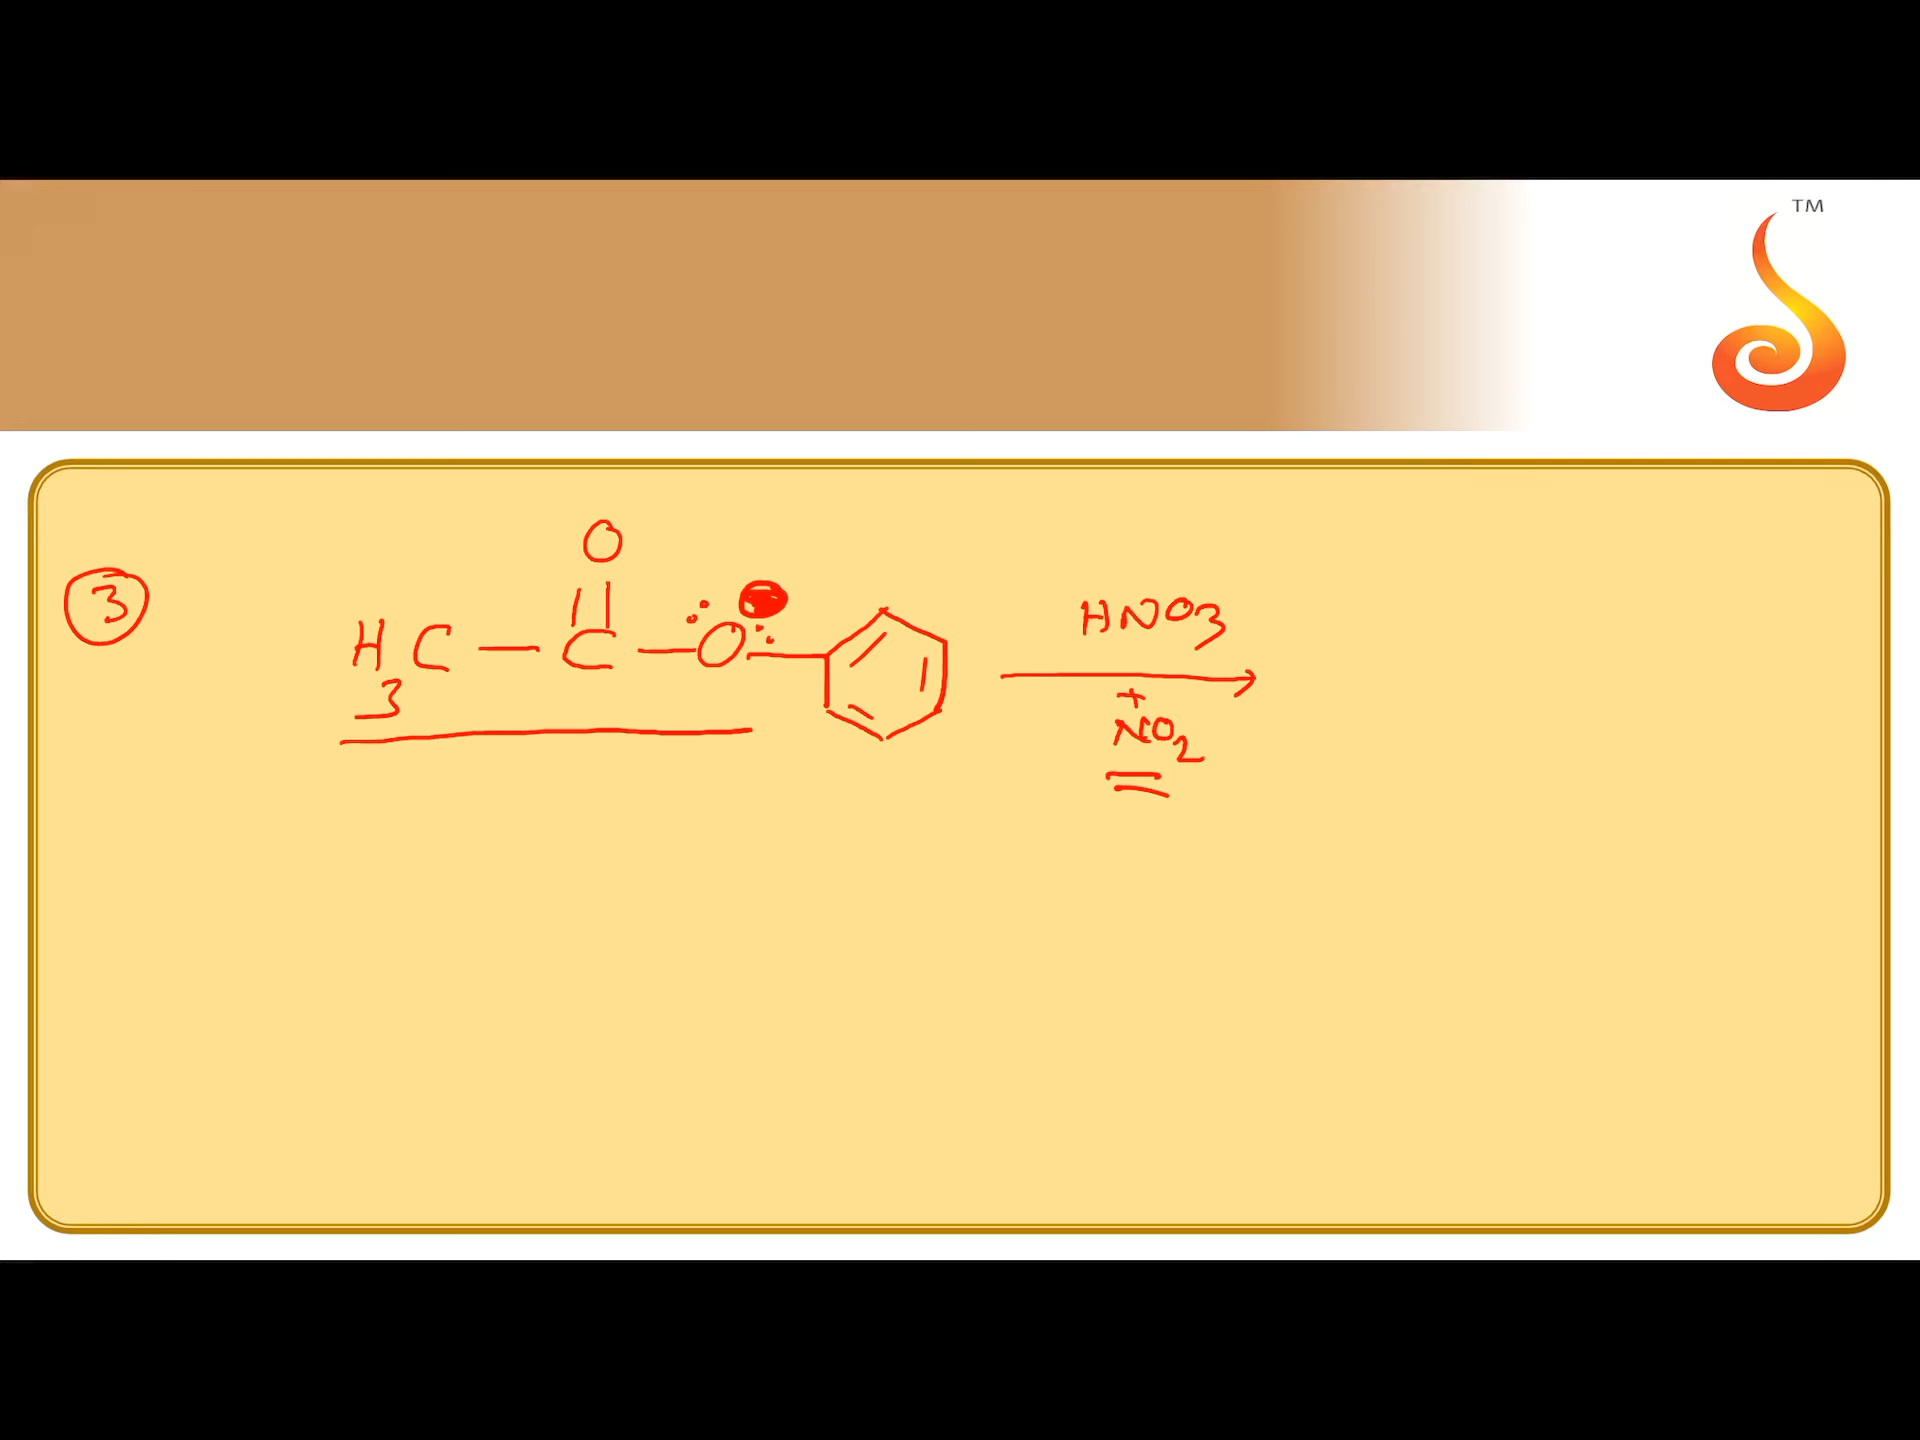 TM
3
O
||
H3C — C — O —
HNO3
+
NO2